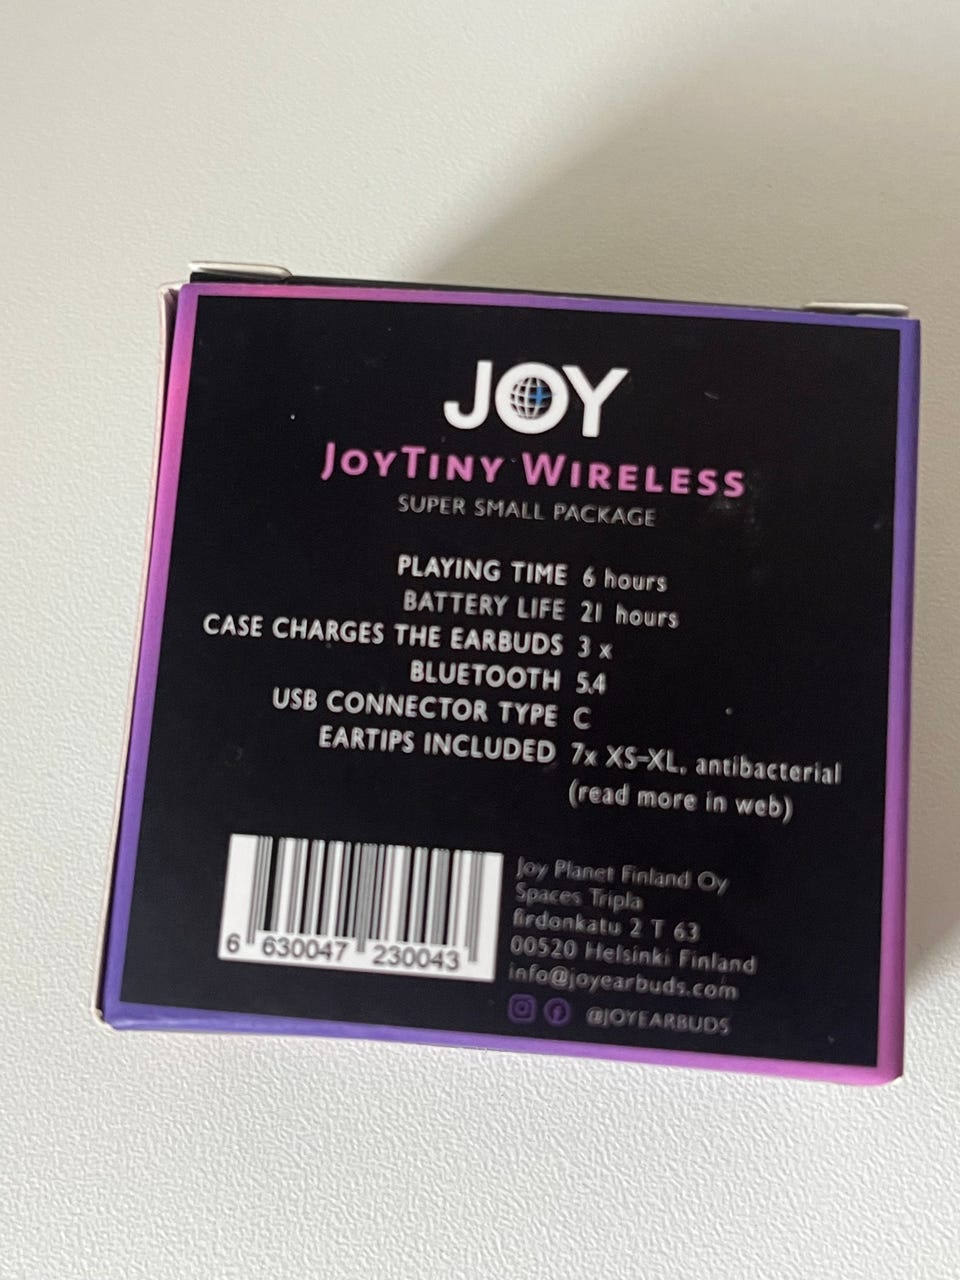 JOY
JOYTINY WIRELESS
SUPER SMALL PACKAGE
PLAYING TIME 6 hours
BATTERY LIFE 21 hours
CASE CHARGES THE EARBUDS 3 x
BLUETOOTH 5.4
USB CONNECTOR TYPE C
EARTIPS INCLUDED 7x XS-XL, antibacterial
(read more in web)
6 630047 230043
Joy Planet Finland Oy
Spaces Tripla
firdonkatu 2 T 63
00520 Helsinki Finland
info@joyearbuds.com
@JOYEARBUDS